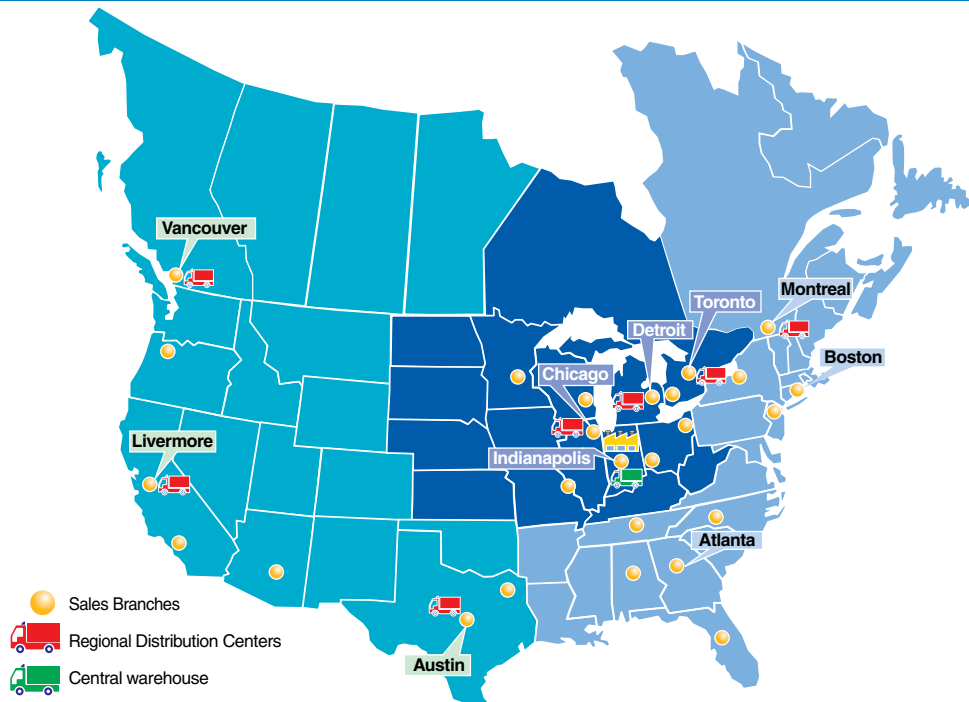 Vancouver
Montreal
Toronto
Detroit
Boston
Chicago
Livermore
Indianapolis
Atlanta
Sales Branches
Regional Distribution Centers
Austin
Central warehouse